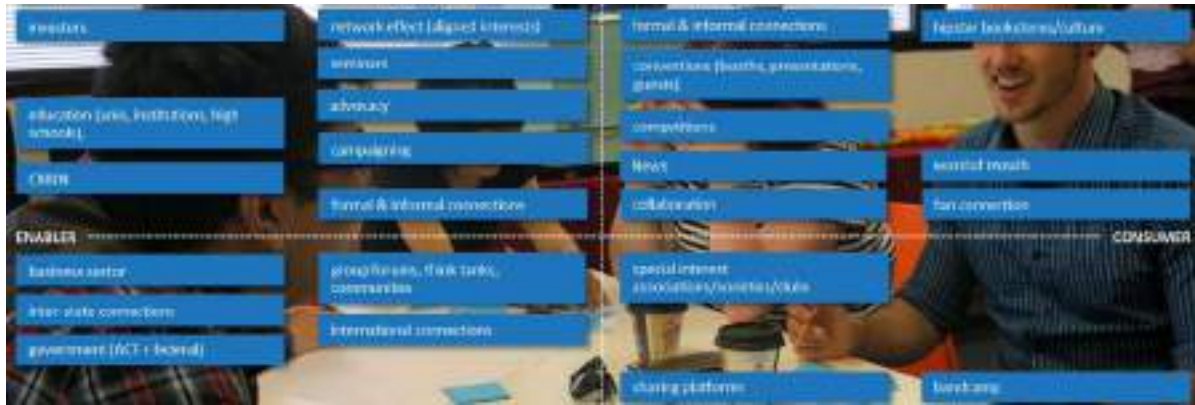 investors
education (unis, institutions, high
schools),
CBRIN
network effect (aligned interests)
seminars
advocacy
campaigning
formal & informal connections
formal & informal connections
conventions (booths, presentations,
guests)
competitions
News
collaboration
hipster bookstores/culture
word of mouth
fan connection
ENABLER
CONSUMER
business sector
inter-state connections
government (ACT + federal)
group forums, think tanks,
communities
international connections
special interest
associations/societies/clubs
sharing platforms
bandcamp